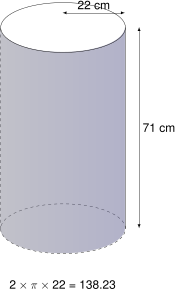 22 cm
71 cm
2 × π × 22 = 138.23